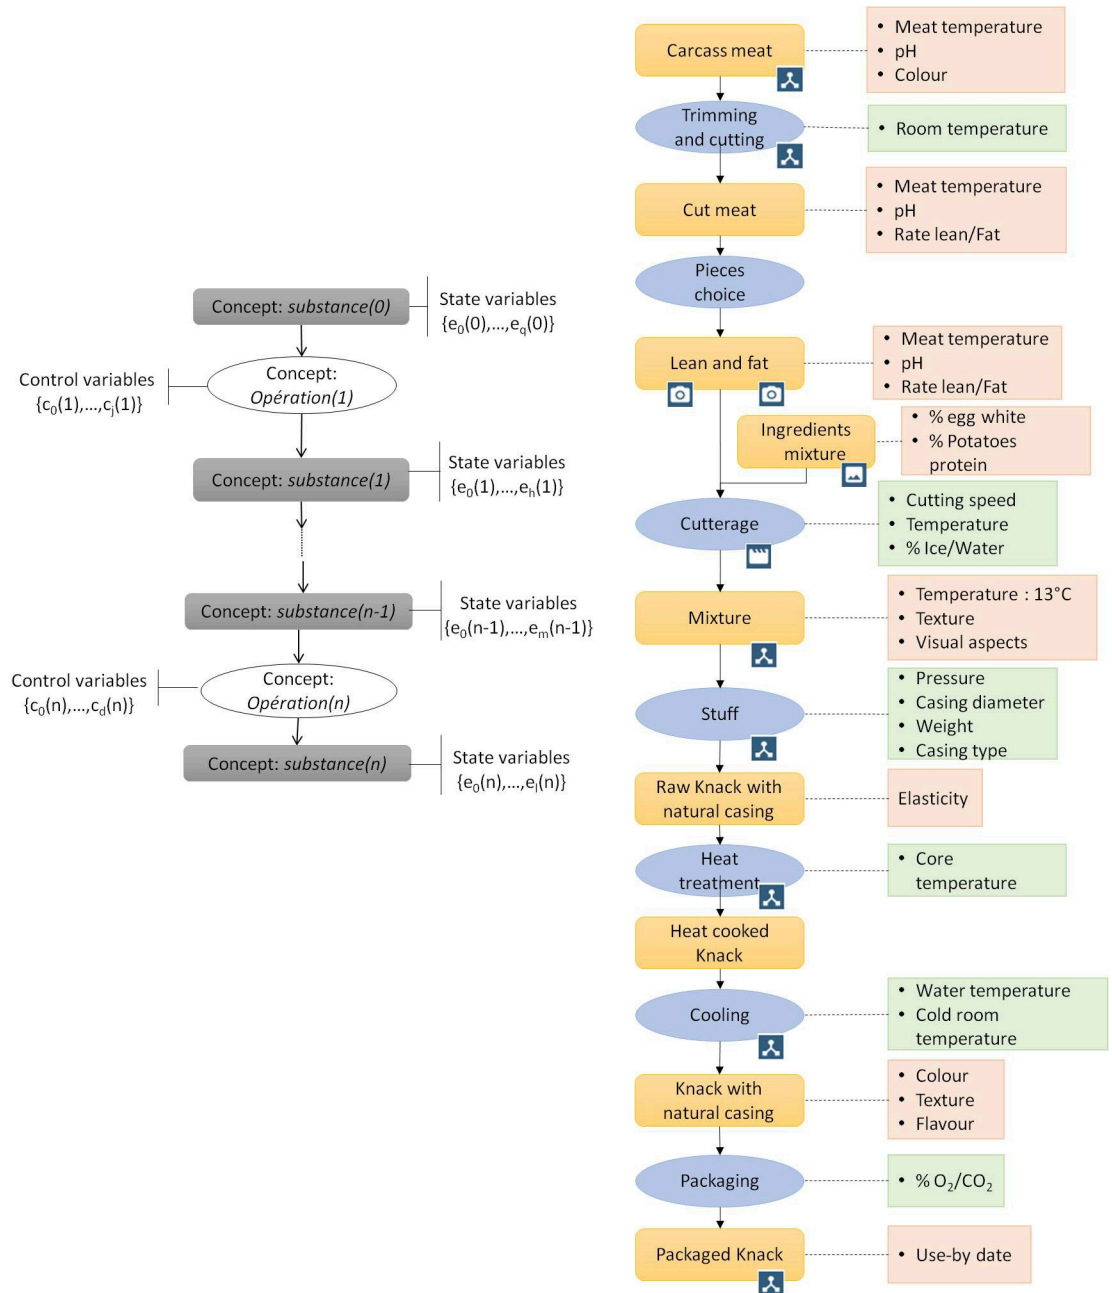 Concept: substance(0)
State variables
{e₀(0),...,e_q(0)}
Control variables
{c₀(1),...,c_j(1)}
Concept:
Opération(1)
Concept: substance(1)
State variables
{e₀(1),...,e_h(1)}
Concept: substance(n-1)
State variables
{e₀(n-1),...,e_m(n-1)}
Control variables
{c₀(n),...,c_d(n)}
Concept:
Opération(n)
Concept: substance(n)
State variables
{e₀(n),...,e_l(n)}
Carcass meat
• Meat temperature
• pH
• Colour
Trimming
and cutting
• Room temperature
Cut meat
• Meat temperature
• pH
• Rate lean/Fat
Pieces
choice
Lean and fat
• Meat temperature
• pH
• Rate lean/Fat
Ingredients
mixture
• % egg white
• % Potatoes
protein
Cutterage
• Cutting speed
• Temperature
• % Ice/Water
Mixture
• Temperature : 13°C
• Texture
• Visual aspects
Stuff
• Pressure
• Casing diameter
• Weight
• Casing type
Raw Knack with
natural casing
Elasticity
Heat
treatment
• Core
temperature
Heat cooked
Knack
Cooling
• Water temperature
• Cold room
temperature
Knack with
natural casing
• Colour
• Texture
• Flavour
Packaging
• % O₂/CO₂
Packaged Knack
• Use-by date